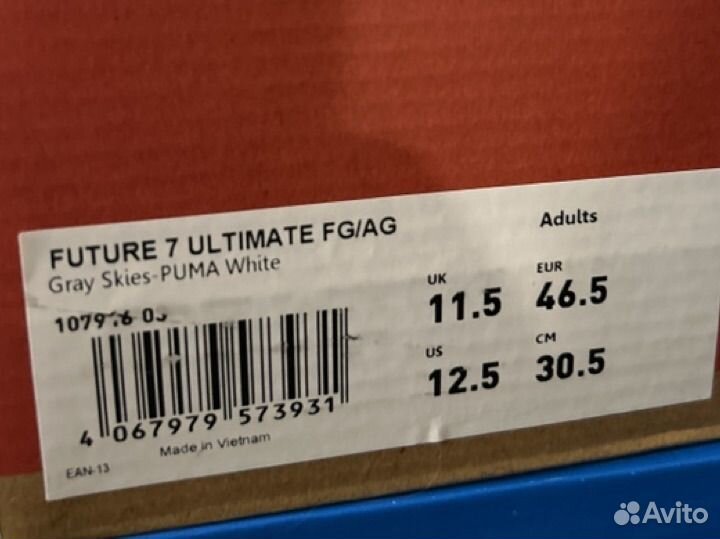 FUTURE 7 ULTIMATE FG/AG
Gray Skies-PUMA White
Adults
UK
11.5
EUR
46.5
US
12.5
CM
30.5
4 067979 573931
Made in Vietnam
EAN-13
Avito